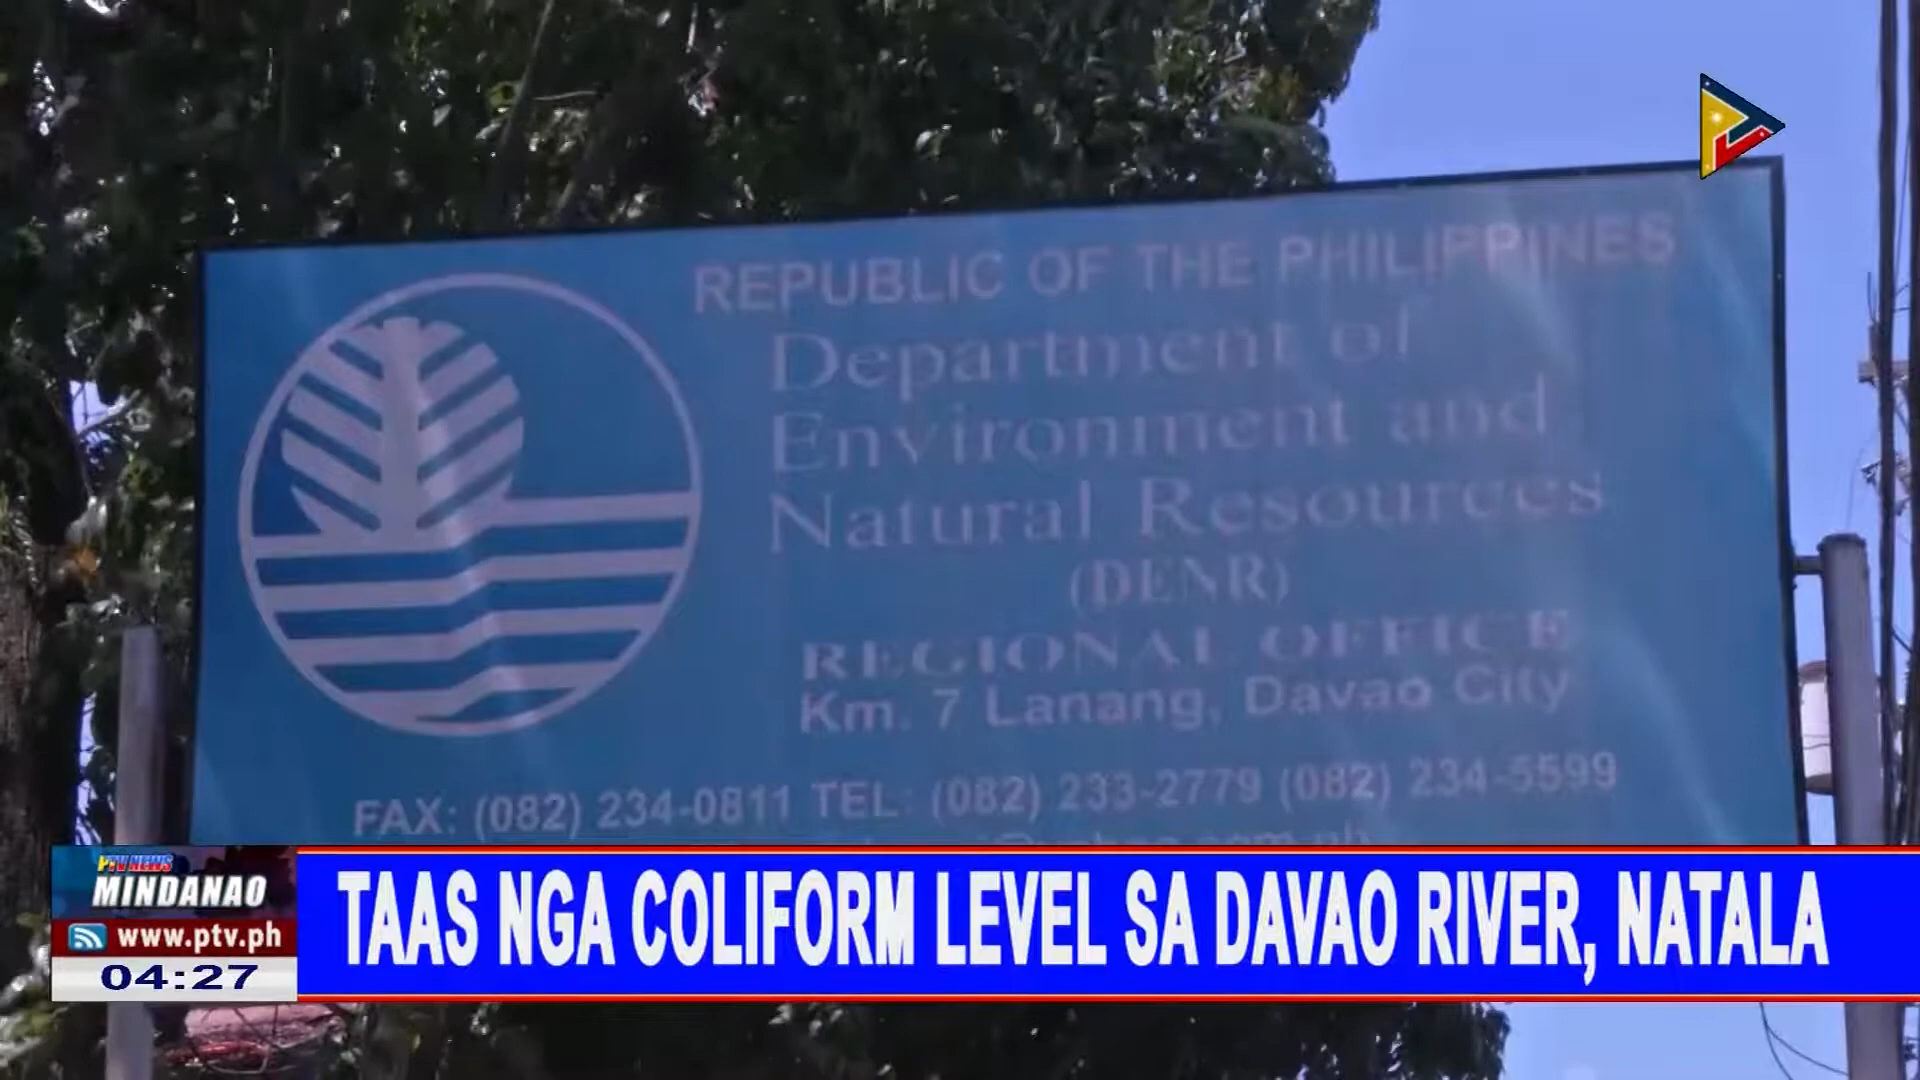 REPUBLIC OF THE PHILIPPINES
Department of
Environment and
Natural Resources
(DENR)
REGIONAL OFFICE
Km. 7 Lanang, Davao City
FAX: (082) 234-0811 TEL: (082) 233-2779 (082) 234-5599
PTV NEWS
MINDANAO
www.ptv.ph
04:27
TAAS NGA COLIFORM LEVEL SA DAVAO RIVER, NATALA